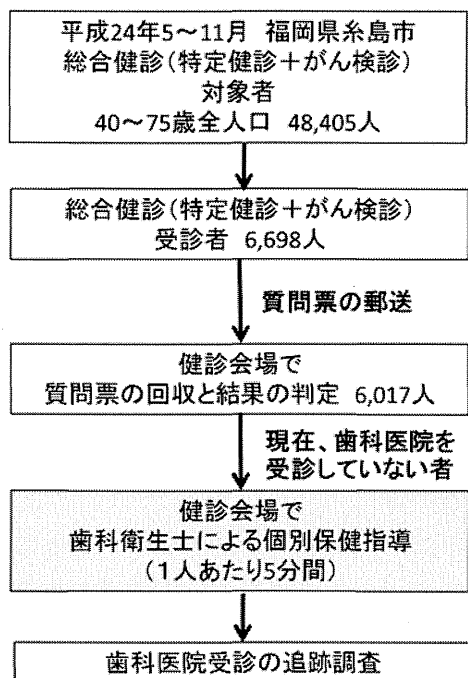 平成24年5～11月 福岡県糸島市
総合健診(特定健診+がん検診)
対象者
40～75歳全人口 48,405人
総合健診(特定健診+がん検診)
受診者 6,698人
質問票の郵送
健診会場で
質問票の回収と結果の判定 6,017人
現在、歯科医院を
受診していない者
健診会場で
歯科衛生士による個別保健指導
(1人あたり5分間)
歯科医院受診の追跡調査